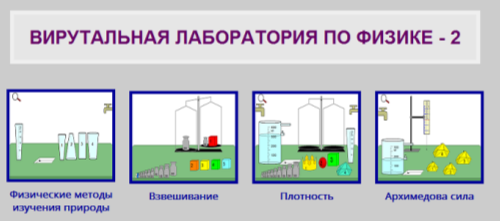 ВИРУТАЛЬНАЯ ЛАБОРАТОРИЯ ПО ФИЗИКЕ - 2
Физические методы
изучения природы
Взвешивание
Плотность
Архимедова сила